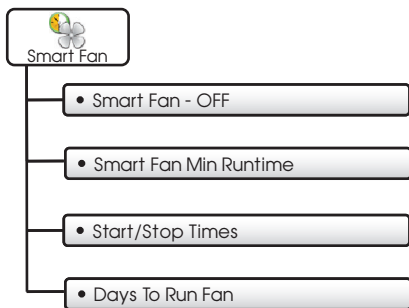 Smart Fan
• Smart Fan - OFF
• Smart Fan Min Runtime
• Start/Stop Times
• Days To Run Fan